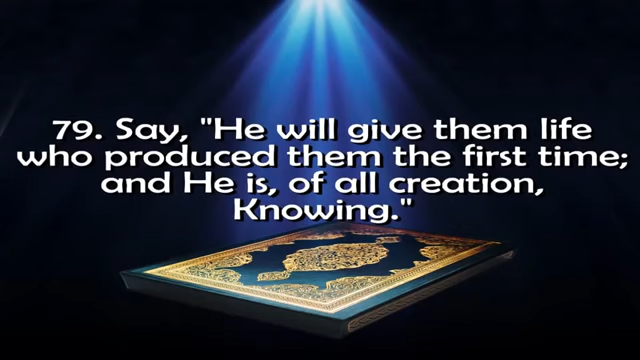 79. Say, "He will give them life
who produced them the first time;
and He is, of all creation,
Knowing."